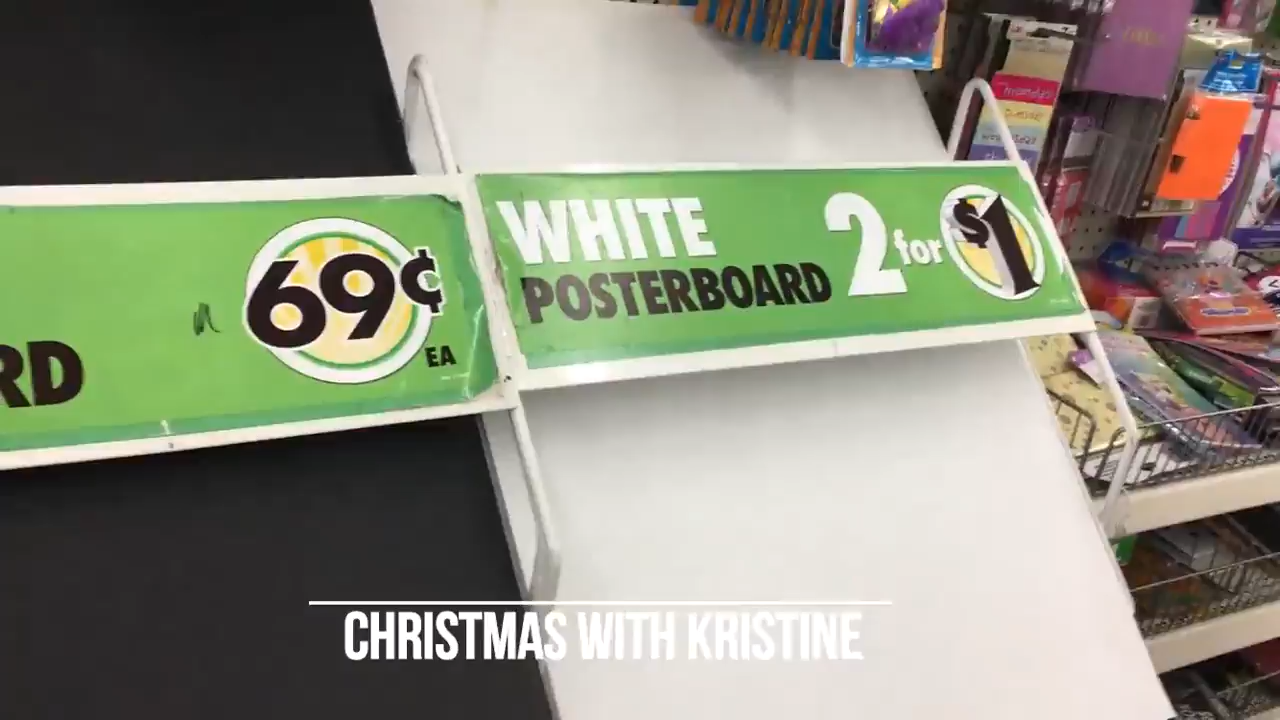 RD
69¢
EA
WHITE
POSTERBOARD
2 for $1
CHRISTMAS WITH KRISTINE